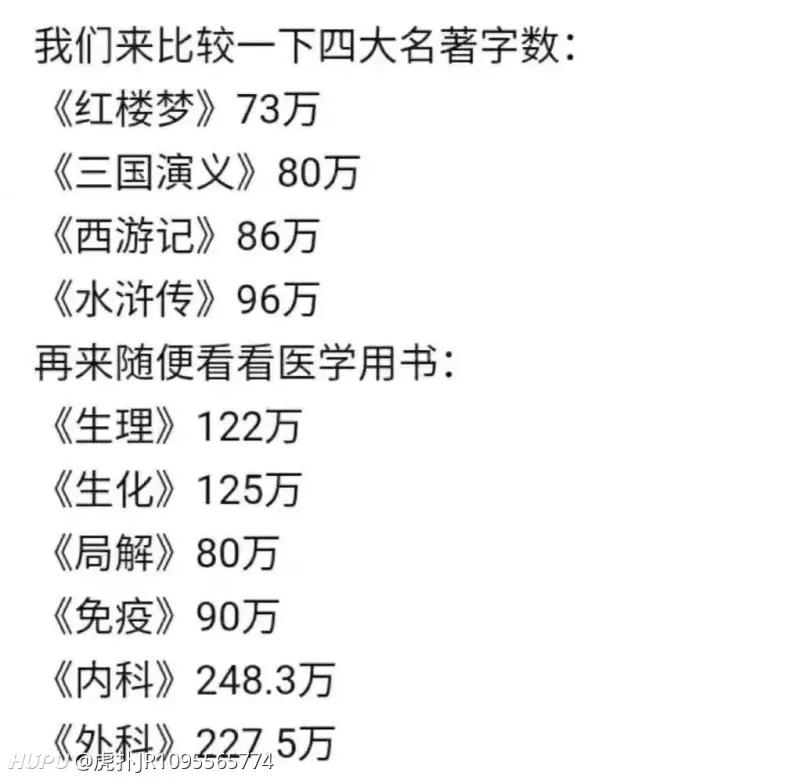 我们来比较一下四大名著字数：
《红楼梦》73万
《三国演义》80万
《西游记》86万
《水浒传》96万
再来随便看看医学用书：
《生理》122万
《生化》125万
《局解》80万
《免疫》90万
《内科》248.3万
《外科》227.5万
HUPU @虎扑JR1095565774